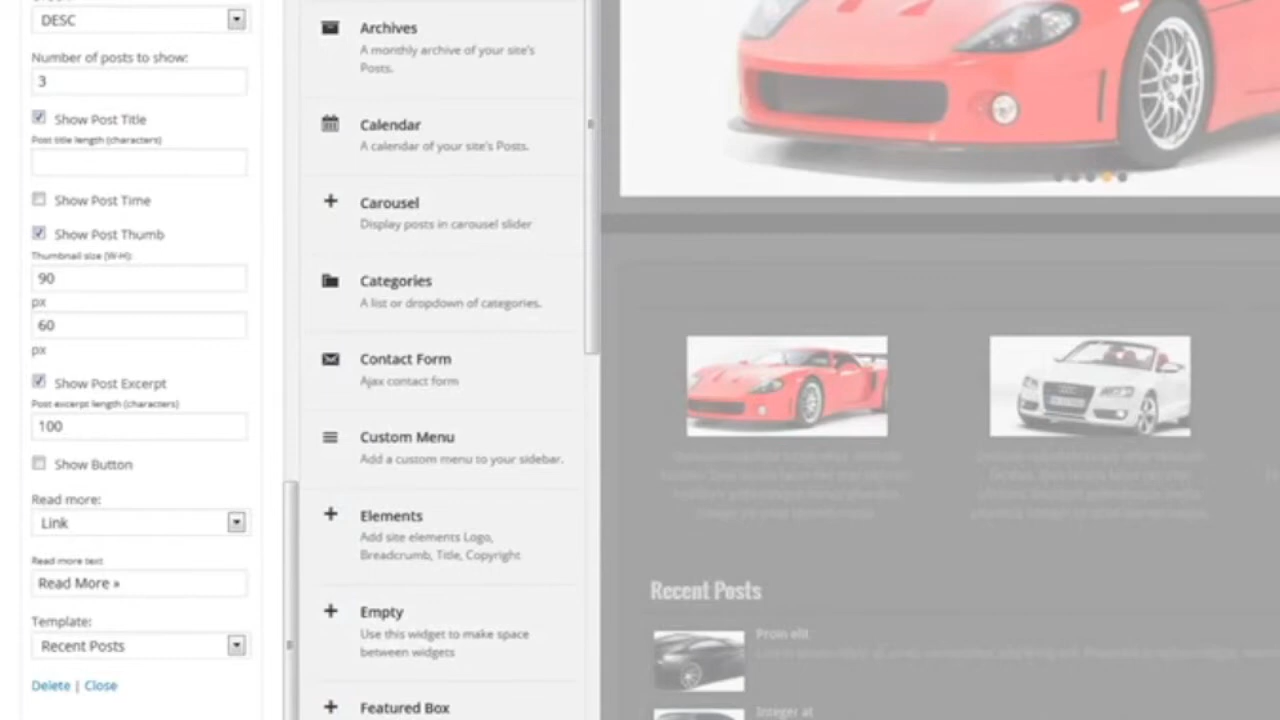 DESC
Number of posts to show:
3
Show Post Title
Post title length (characters)
Show Post Time
Show Post Thumb
Thumbnail size (W-H):
90
px
60
px
Show Post Excerpt
Post excerpt length (characters)
100
Show Button
Read more:
Link
Read more text
Read More »
Template:
Recent Posts
Delete | Close
Archives
A monthly archive of your site's
Posts.
Calendar
A calendar of your site's Posts.
Carousel
Display posts in carousel slider
Categories
A list or dropdown of categories.
Contact Form
Ajax contact form
Custom Menu
Add a custom menu to your sidebar.
Elements
Add site elements Logo,
Breadcrumb, Title, Copyright
Empty
Use this widget to make space
between widgets
Featured Box
Recent Posts
Proin elit
Integer at